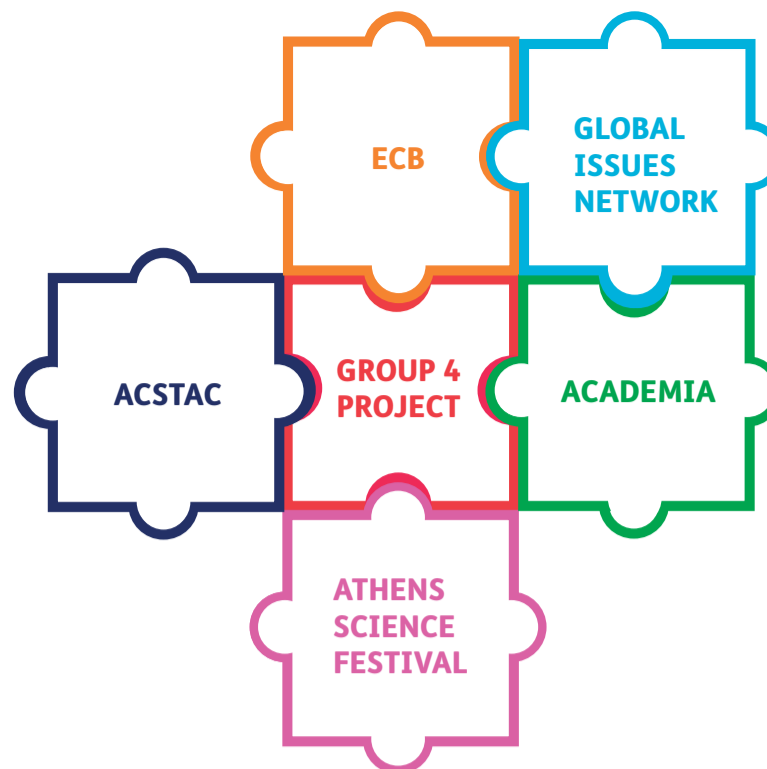 ECB
GLOBAL
ISSUES
NETWORK
ACSTAC
GROUP 4
PROJECT
ACADEMIA
ATHENS
SCIENCE
FESTIVAL